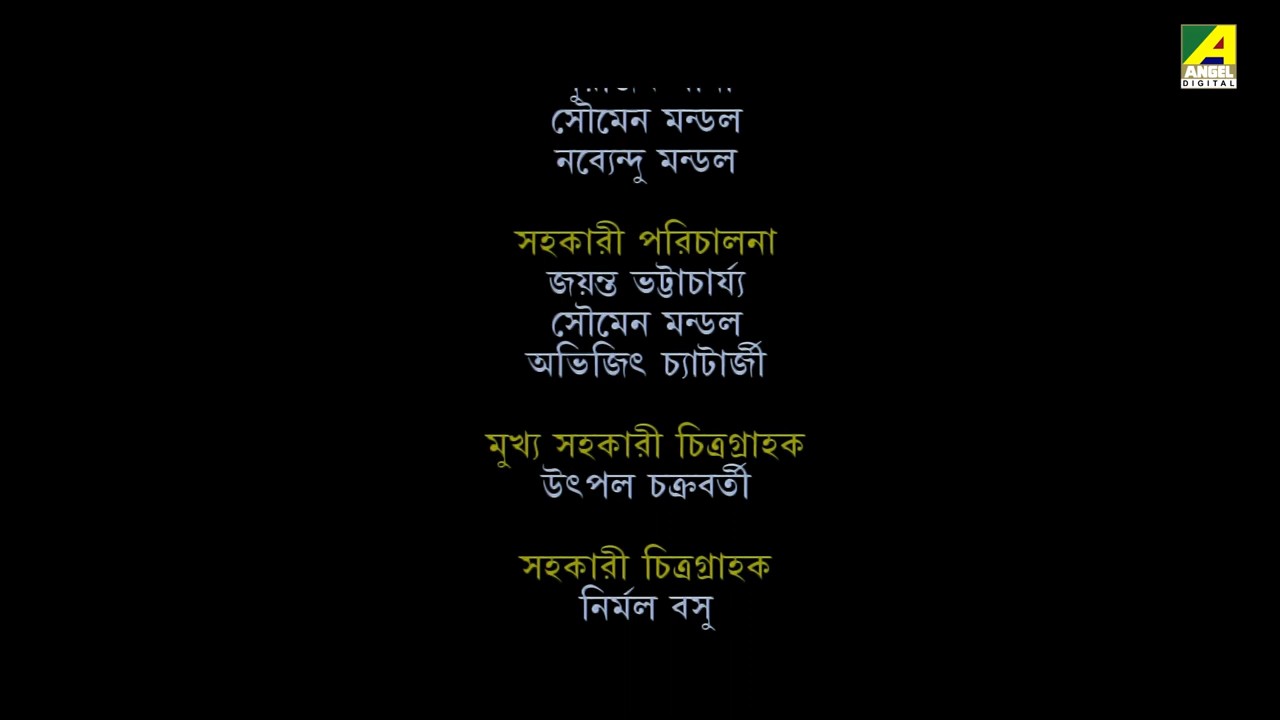 সৌমেন মন্ডল
নব্যেন্দু মন্ডল
সহকারী পরিচালনা
জয়ন্ত ভট্টাচার্য্য
সৌমেন মন্ডল
অভিজিৎ চ্যাটার্জী
মুখ্য সহকারী চিত্রগ্রাহক
উৎপল চক্রবর্তী
সহকারী চিত্রগ্রাহক
নির্মল বসু
A
ANGEL
DIGITAL